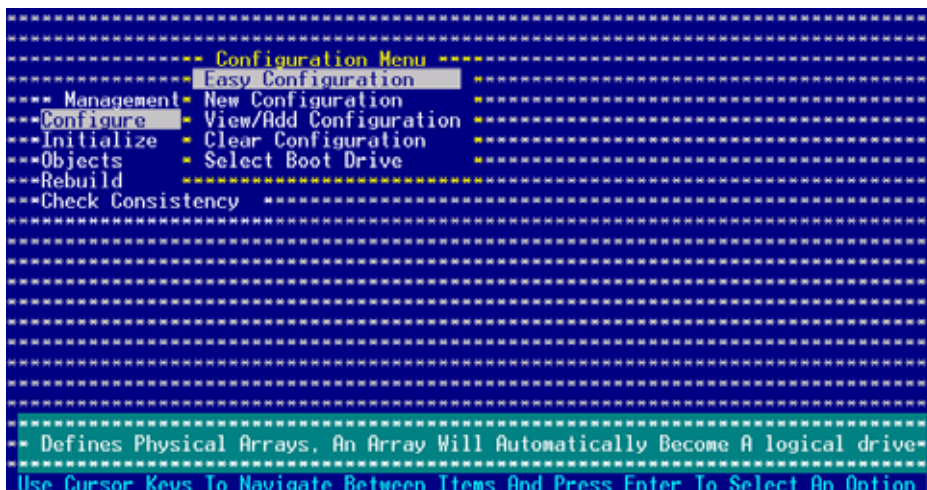 Configuration Menu
Easy Configuration
Management
New Configuration
Configure
View/Add Configuration
Initialize
Clear Configuration
Objects
Select Boot Drive
Rebuild
Check Consistency
Defines Physical Arrays, An Array Will Automatically Become A logical drive
Use Cursor Keys To Navigate Between Items And Press Enter To Select An Option